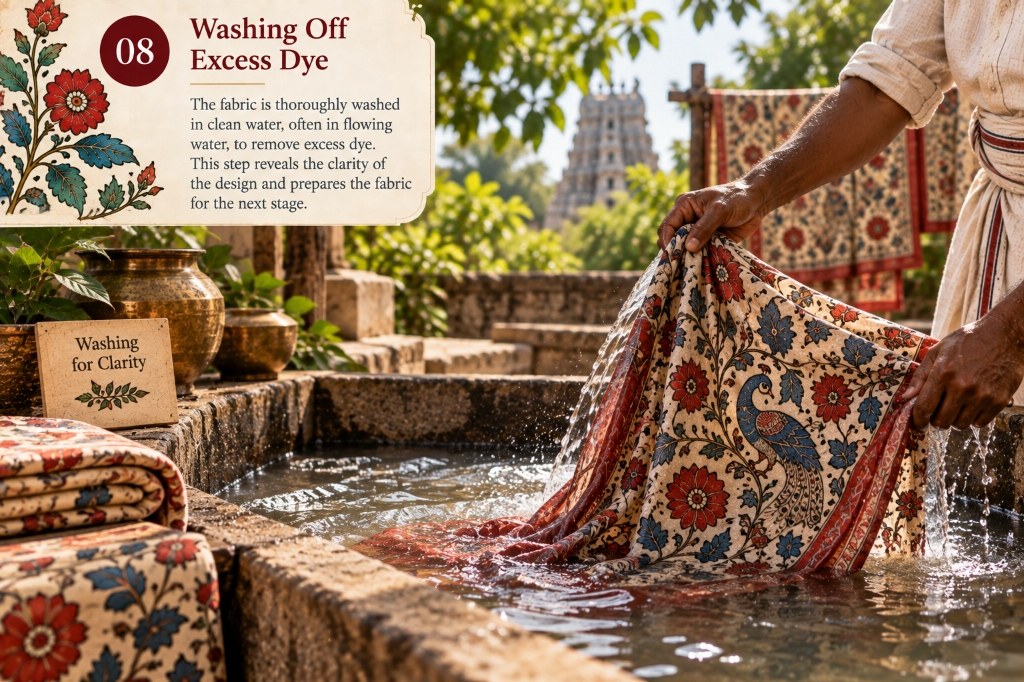 08
Washing Off
Excess Dye
The fabric is thoroughly washed
in clean water, often in flowing
water, to remove excess dye.
This step reveals the clarity of
the design and prepares the fabric
for the next stage.
Washing
for Clarity